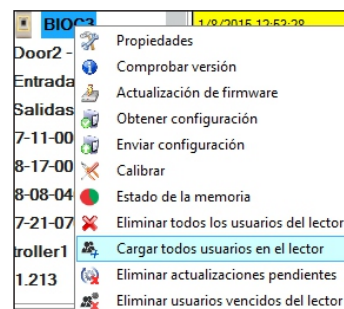 BIOC3
1/8/2015 12:53:28
Door2 -
Entrada
Salidas
7-11-00
8-17-00
8-08-04
7-21-07
troller1
1.213
Propiedades
Comprobar versión
Actualización de firmware
Obtener configuración
Enviar configuración
Calibrar
Estado de la memoria
Eliminar todos los usuarios del lector
Cargar todos usuarios en el lector
Eliminar actualizaciones pendientes
Eliminar usuarios vencidos del lector